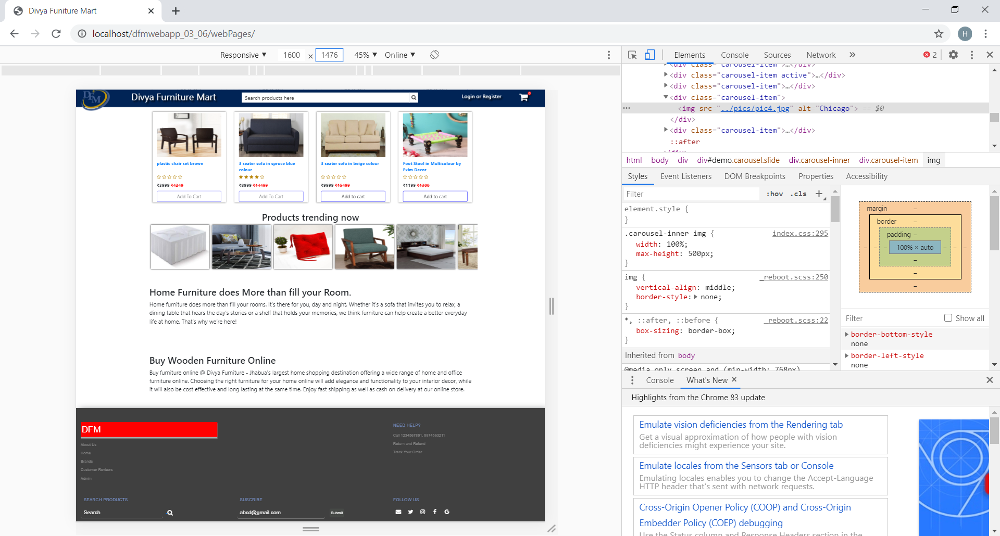 Divya Funiture Mart
localhost/dfmwebapp_03_06/webPages/
H
Responsive ▼ 1600 × 1476 45% ▼ Online ▼
Elements Console Sources Network » 2
<div class="carousel-item">…</div>
<div class="carousel-item active">…</div>
<div class="carousel-item">…</div>
<div class="carousel-item">
<img src="../pics/pic4.jpg" alt="Chicago"> == $0
</div>
<div class="carousel-item">…</div>
::after
</div>
html body div div#demo.carousel.slide div.carousel-inner div.carousel-item img
Styles Event Listeners DOM Breakpoints Properties Accessibility
Filter :hov .cls +
element.style {
}
.carousel-inner img { index.css:295
width: 100%;
max-height: 500px;
}
img { _reboot.scss:250
vertical-align: middle;
border-style: none;
}
*, ::after, ::before { _reboot.scss:22
box-sizing: border-box;
}
Inherited from body
@media only screen and (min-width: 768px)
margin –
border –
padding –
– – – 100% × auto – – –
–
–
–
Filter Show all
border-bottom-style
none
border-left-style
none
Console What's New ×
Highlights from the Chrome 83 update
Emulate vision deficiencies from the Rendering tab
Get a visual approximation of how people with vision
deficiencies might experience your site.
Emulate locales from the Sensors tab or Console
Emulating locales enables you to change the Accept-Language
HTTP header that's sent with network requests.
Cross-Origin Opener Policy (COOP) and Cross-Origin
Embedder Policy (COEP) debugging
Use the Status column and Response Headers section in the
DFM Divya Furniture Mart Search products here Login or Register 0
plastic chair set brown
₹3999 ₹4249
Add To Cart
3 seater sofa in spruce blue
colour
₹8999 ₹14499
Add To Cart
3 seater sofa in beige colour
₹9999 ₹15499
Add to cart
Foot Stool in Multicolour by
Exim Decor
₹1199 ₹1300
Add to cart
Products trending now
Home Furniture does More than fill your Room.
Home furniture does more than fill your rooms. It's there for you, day and night. Whether it's a sofa that invites you to relax, a
dining table that hears the day's stories or a shelf that holds your memories, we think furniture can help create a better everyday
life at home. That's why we're here!
Buy Wooden Furniture Online
Buy furniture online @ Divya Furniture - Jhabua's largest home shopping destination offering a wide range of home and office
furniture online. Choosing the right furniture for your home online will add elegance and functionality to your interior decor, while
it will also be cost effective and long lasting at the same time. Enjoy fast shipping as well as cash on delivery at our online store.
DFM
About Us
Home
Brands
Customer Reviews
Admin
NEED HELP?
Call 1234567891, 9874563211
Return and Refund
Track Your Order
SEARCH PRODUCTS
Search
SUSCRIBE
abcd@gmail.com Submit
FOLLOW US